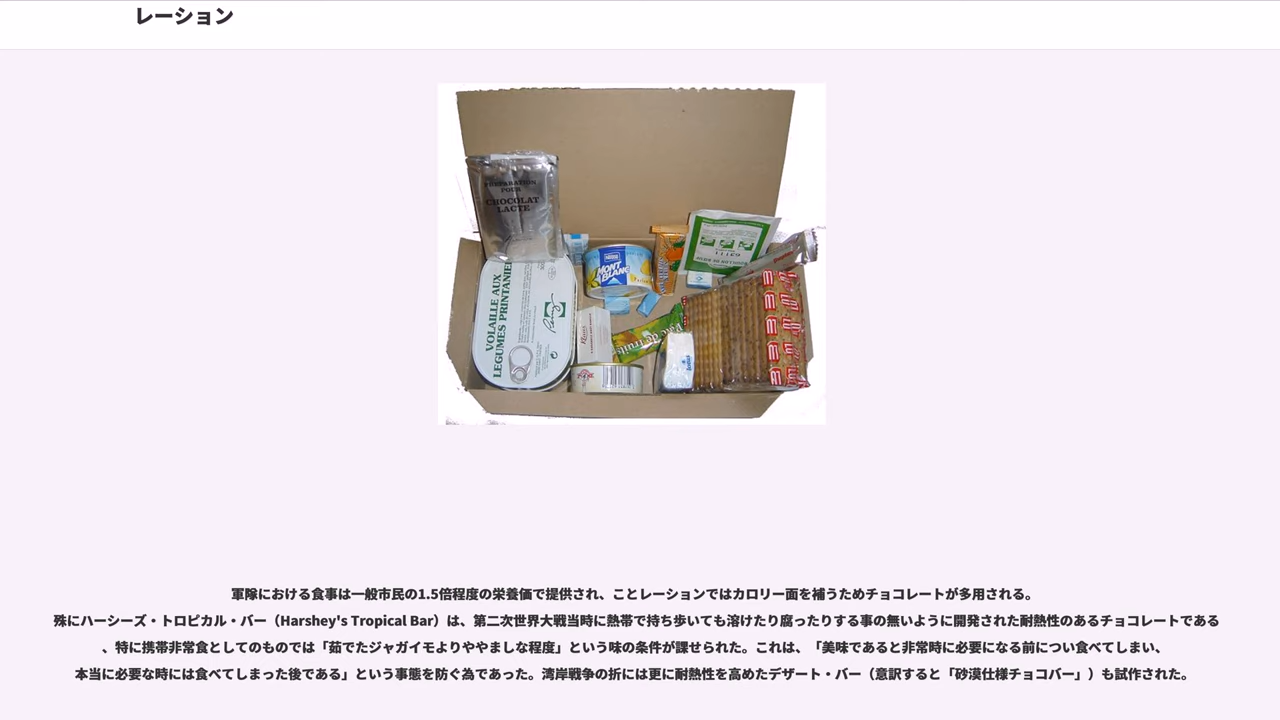 レーション
PREPARATION
POUR
CHOCOLAT
LACTE
VOLAILLE AUX
LEGUMES PRINTANIE
Nestlé
MONT
BLANC
軍隊における食事は一般市民の1.5倍程度の栄養価で提供され、ことレーションではカロリー面を補うためチョコレートが多用される。
殊にハーシーズ・トロピカル・バー（Harshey's Tropical Bar）は、第二次世界大戦当時に熱帯で持ち歩いても溶けたり腐ったりする事の無いように開発された耐熱性のあるチョコレートである
、特に携帯非常食としてのものでは「茹でたジャガイモよりややましな程度」という味の条件が課せられた。これは、「美味であると非常時に必要になる前につい食べてしまい、
本当に必要な時には食べてしまった後である」という事態を防ぐ為であった。湾岸戦争の折には更に耐熱性を高めたデザート・バー（意訳すると「砂漠仕様チョコバー」）も試作された。